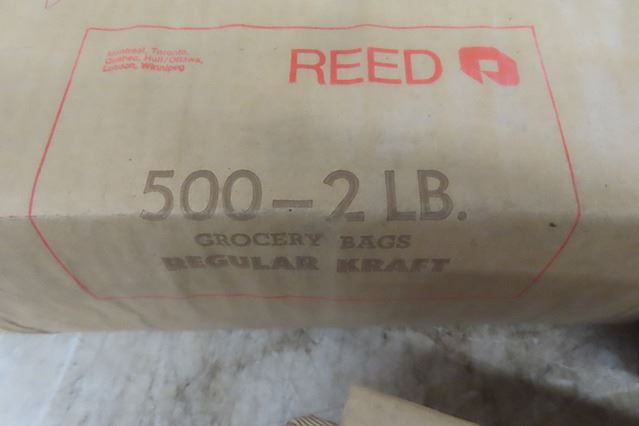 Montreal, Toronto,
Quebec, Hull/Ottawa,
London, Winnipeg
REED
500-2 LB.
GROCERY BAGS
REGULAR KRAFT